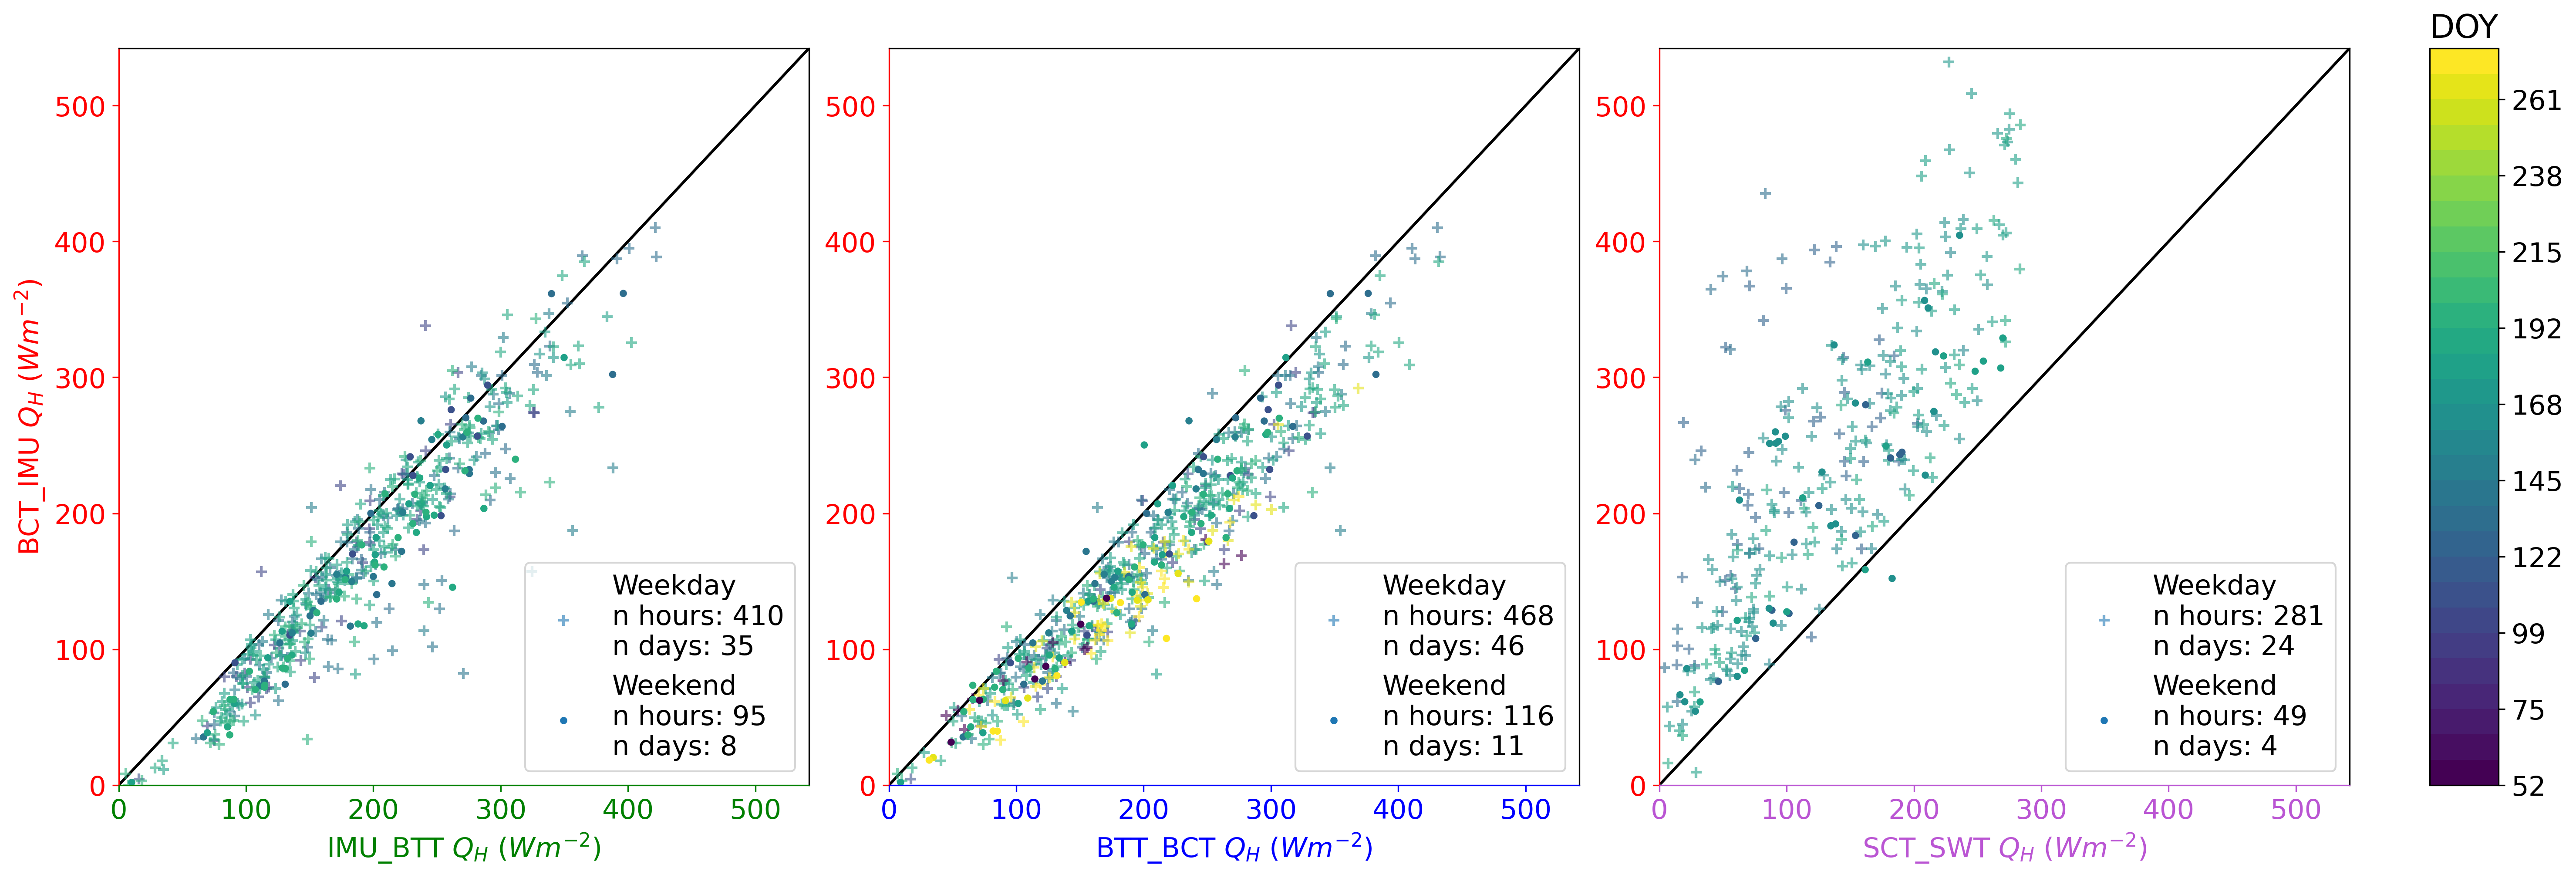 DOY
500
400
300
200
100
0
BCT_IMU Q_H (Wm^{-2})
0 100 200 300 400 500
IMU_BTT Q_H (Wm^{-2})
Weekday
n hours: 410
n days: 35
Weekend
n hours: 95
n days: 8
500
400
300
200
100
0
0 100 200 300 400 500
BTT_BCT Q_H (Wm^{-2})
Weekday
n hours: 468
n days: 46
Weekend
n hours: 116
n days: 11
500
400
300
200
100
0
0 100 200 300 400 500
SCT_SWT Q_H (Wm^{-2})
Weekday
n hours: 281
n days: 24
Weekend
n hours: 49
n days: 4
261
238
215
192
168
145
122
99
75
52